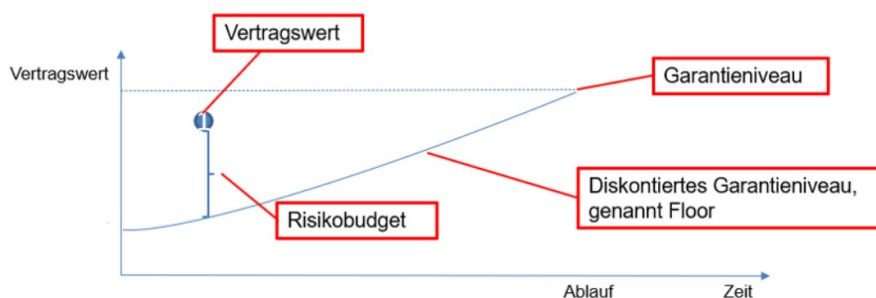 Vertragswert
Vertragswert
Garantieniveau
1
Diskontiertes Garantieniveau,
genannt Floor
Risikobudget
Ablauf
Zeit